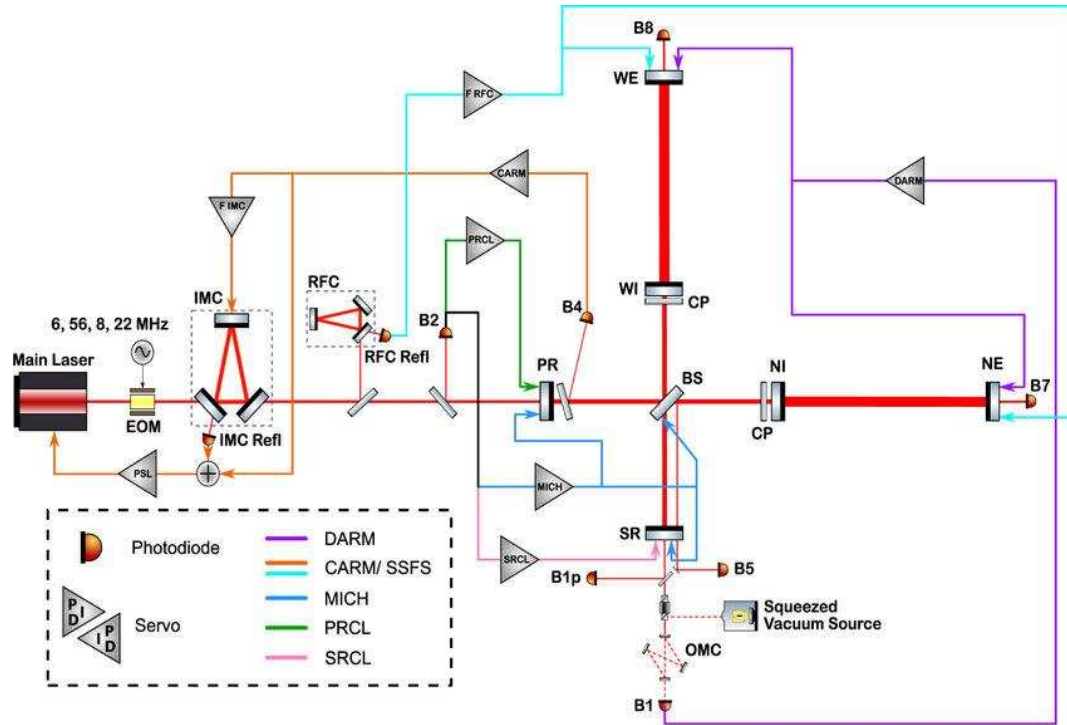 B8
WE
F RFC
CARM
DARM
F IMC
PRCL
RFC
WI
IMC
CP
B2
B4
6, 56, 8, 22 MHz
RFC Refl
Main Laser
PR
BS
NI
NE
B7
EOM
IMC Refl
CP
PSL
MICH
SR
SRCL
B1p
B5
Squeezed
Vacuum Source
OMC
B1
Photodiode
DARM
CARM/ SSFS
MICH
P I D
P I D
Servo
PRCL
SRCL